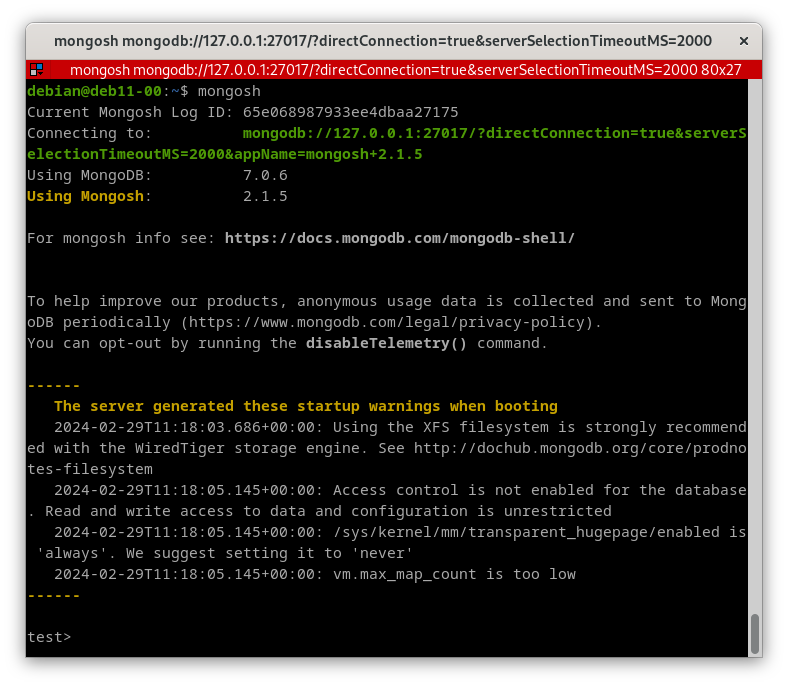 mongosh mongodb://127.0.0.1:27017/?directConnection=true&serverSelectionTimeoutMS=2000 ×
mongosh mongodb://127.0.0.1:27017/?directConnection=true&serverSelectionTimeoutMS=2000 80x27
debian@deb11-00:~$ mongosh
Current Mongosh Log ID: 65e068987933ee4dbaa27175
Connecting to:          mongodb://127.0.0.1:27017/?directConnection=true&serverS
electionTimeoutMS=2000&appName=mongosh+2.1.5
Using MongoDB:          7.0.6
Using Mongosh:          2.1.5
For mongosh info see: https://docs.mongodb.com/mongodb-shell/
To help improve our products, anonymous usage data is collected and sent to Mong
oDB periodically (https://www.mongodb.com/legal/privacy-policy).
You can opt-out by running the disableTelemetry() command.
------
   The server generated these startup warnings when booting
   2024-02-29T11:18:03.686+00:00: Using the XFS filesystem is strongly recommend
ed with the WiredTiger storage engine. See http://dochub.mongodb.org/core/prodno
tes-filesystem
   2024-02-29T11:18:05.145+00:00: Access control is not enabled for the database
. Read and write access to data and configuration is unrestricted
   2024-02-29T11:18:05.145+00:00: /sys/kernel/mm/transparent_hugepage/enabled is
 'always'. We suggest setting it to 'never'
   2024-02-29T11:18:05.145+00:00: vm.max_map_count is too low
------
test>